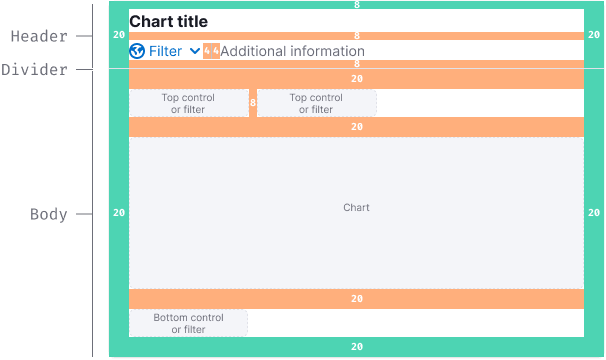 8
Chart title
Header 20 8 20
Filter 4 4 Additional information
8
Divider
20
Top control Top control
8
or filter or filter
20
Chart
Body 20 20
20
Bottom control
or filter
20